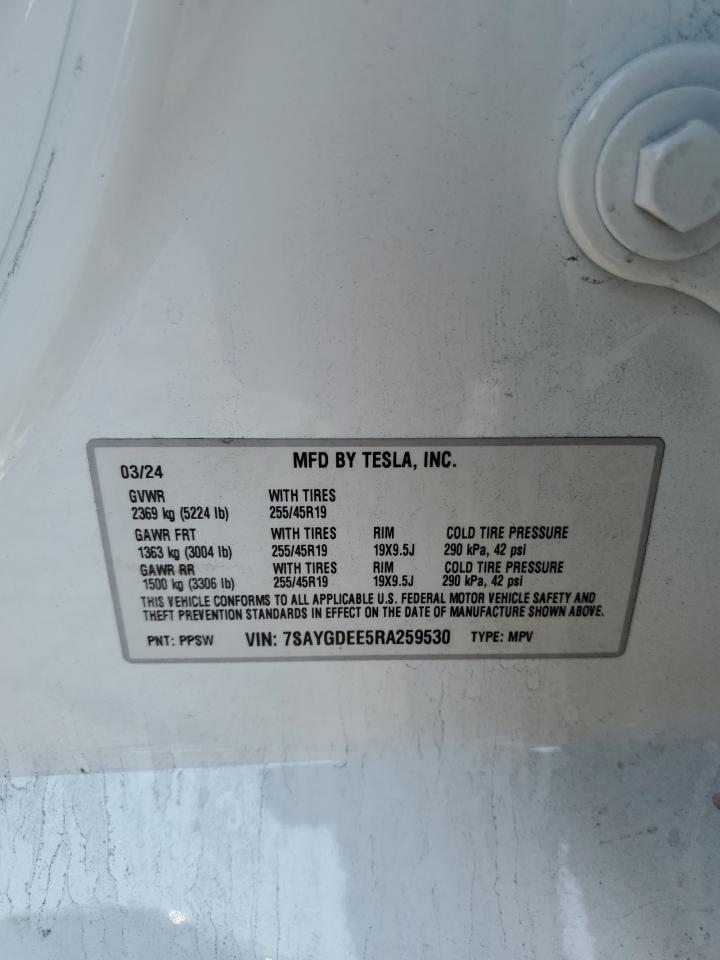 MFD BY TESLA, INC.
03/24
GVWR WITH TIRES
2369 kg (5224 lb) 255/45R19
GAWR FRT WITH TIRES RIM COLD TIRE PRESSURE
1363 kg (3004 lb) 255/45R19 19X9.5J 290 kPa, 42 psi
GAWR RR WITH TIRES RIM COLD TIRE PRESSURE
1500 kg (3306 lb) 255/45R19 19X9.5J 290 kPa, 42 psi
THIS VEHICLE CONFORMS TO ALL APPLICABLE U.S. FEDERAL MOTOR VEHICLE SAFETY AND
THEFT PREVENTION STANDARDS IN EFFECT ON THE DATE OF MANUFACTURE SHOWN ABOVE.
PNT: PPSW VIN: 7SAYGDEE5RA259530 TYPE: MPV